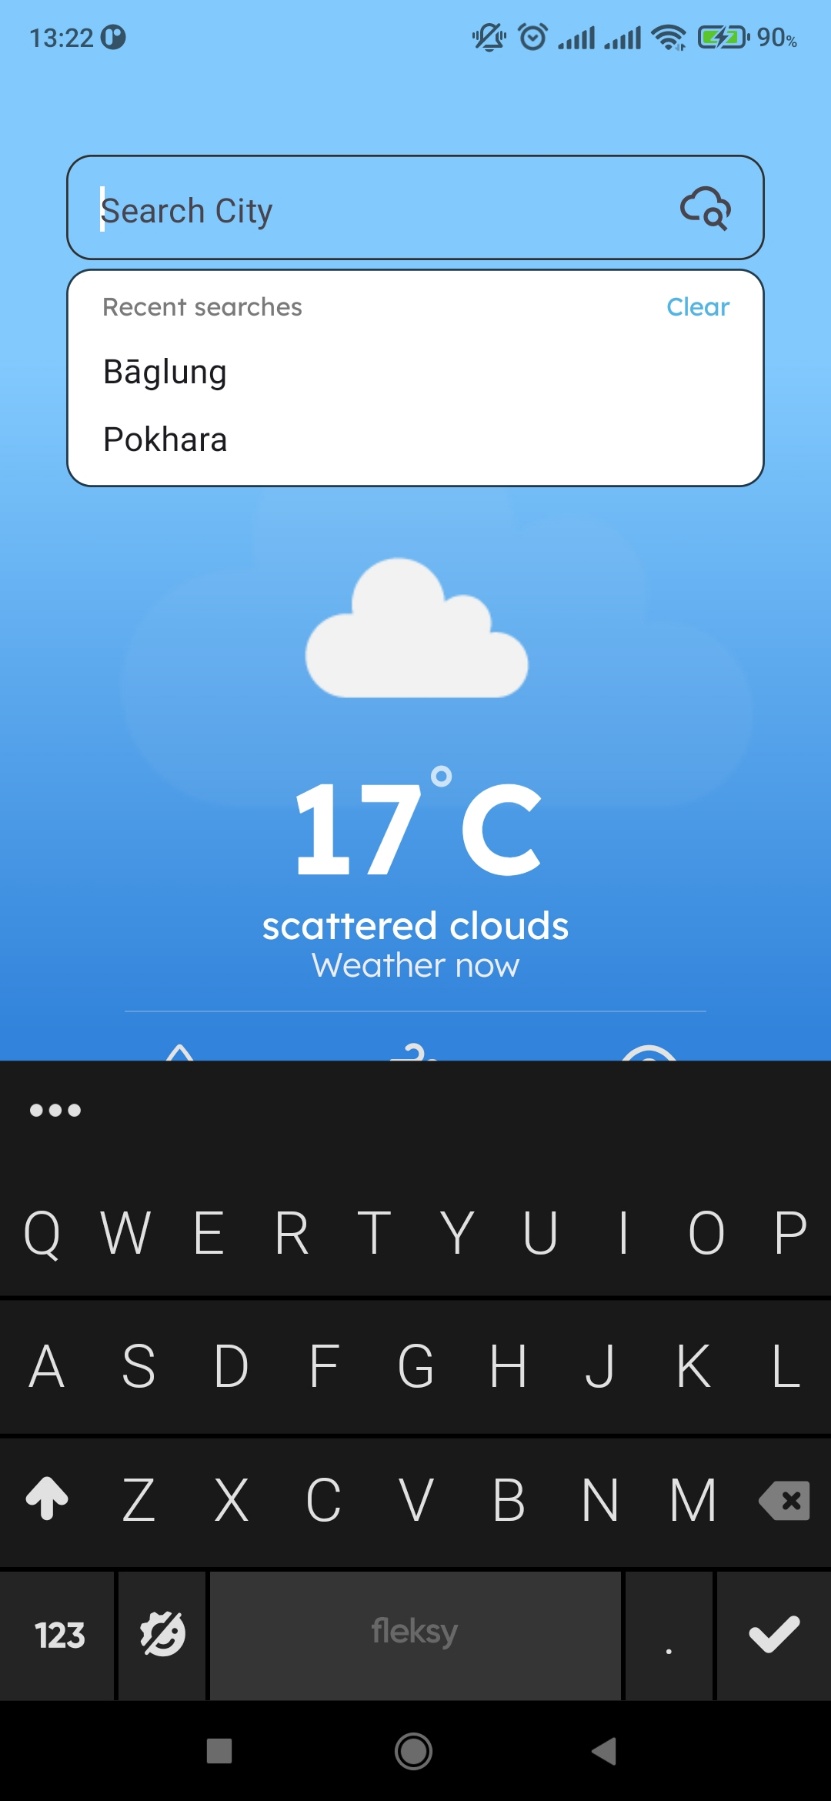 13:22
90%
Search City
Recent searches
Clear
Bāglung
Pokhara
17°C
scattered clouds
Weather now
Q W E R T Y U I O P
A S D F G H J K L
Z X C V B N M
123
fleksy
.